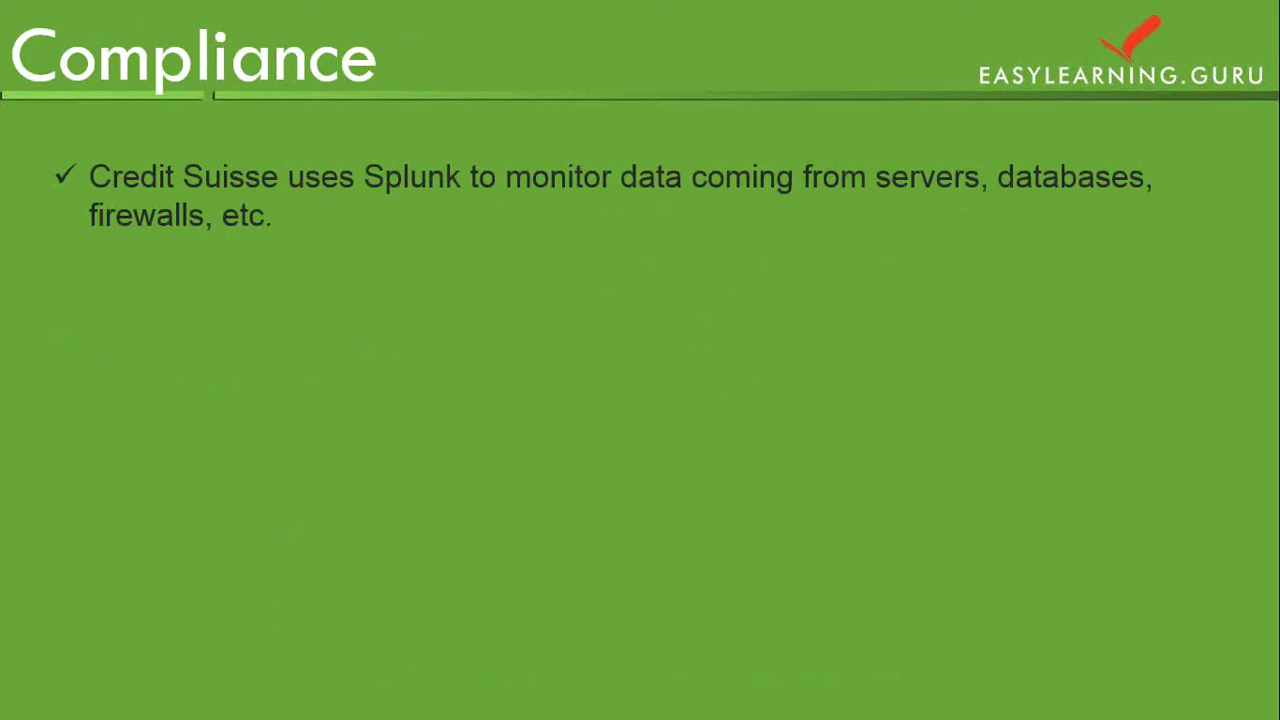 Compliance
EASYLEARNING.GURU
✓ Credit Suisse uses Splunk to monitor data coming from servers, databases,
firewalls, etc.